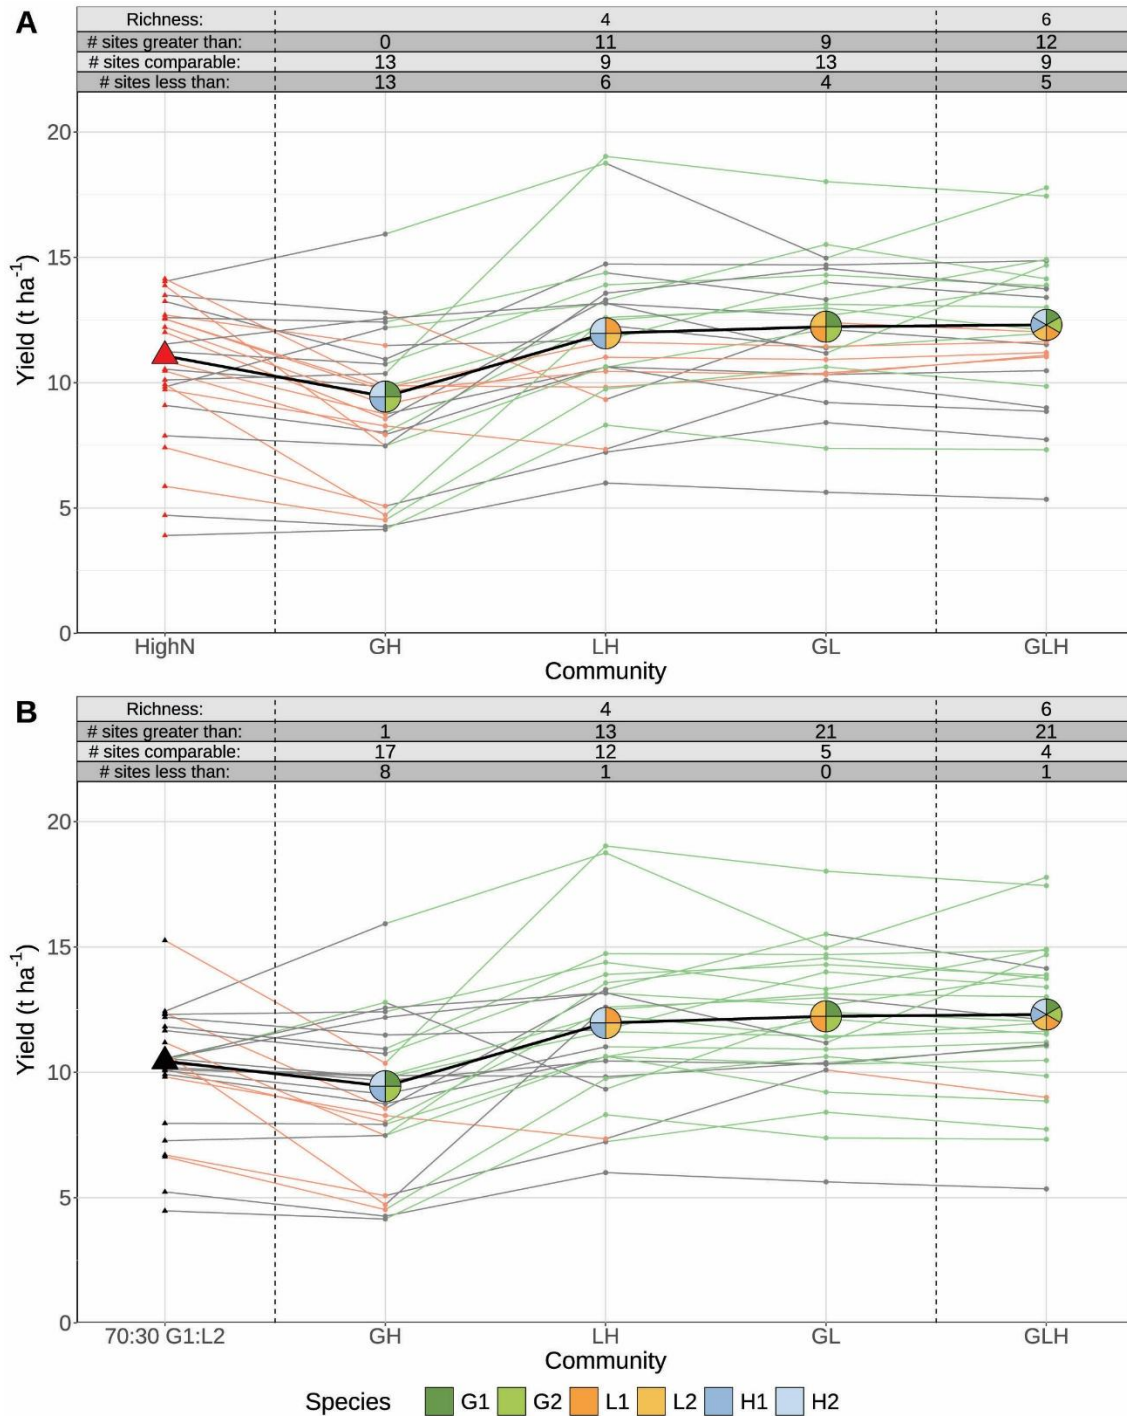 A
Richness: 4 6
# sites greater than: 0 11 9 12
# sites comparable: 13 9 13 9
# sites less than: 13 6 4 5
20
15
10
5
0
Yield (t ha-1)
HighN GH LH GL GLH
Community
B
Richness: 4 6
# sites greater than: 1 13 21 21
# sites comparable: 17 12 5 4
# sites less than: 8 1 0 1
20
15
10
5
0
Yield (t ha-1)
70:30 G1:L2 GH LH GL GLH
Community
Species G1 G2 L1 L2 H1 H2